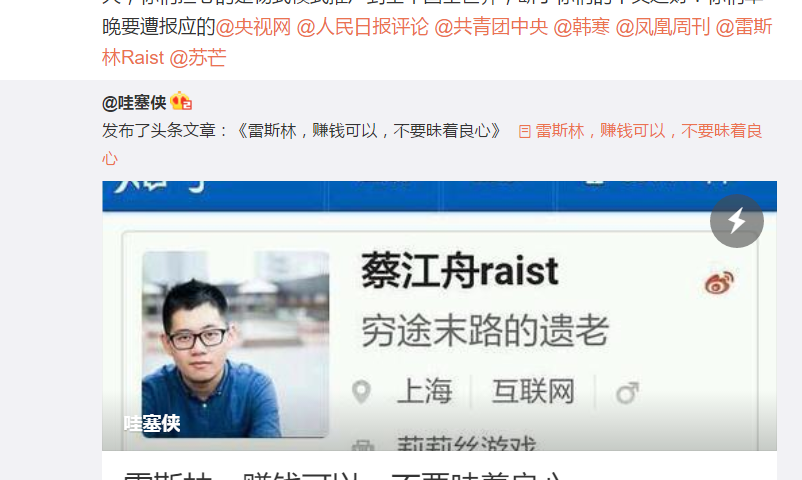 晚要遭报应的@央视网 @人民日报评论 @共青团中央 @韩寒 @凤凰周刊 @雷斯
林Raist @苏芒
@哇塞侠
发布了头条文章：《雷斯林，赚钱可以，不要昧着良心》 雷斯林，赚钱可以，不要昧着良
心
蔡江舟raist
穷途末路的遗老
上海 互联网
莉莉丝游戏
哇塞侠
雷斯林，赚钱可以，不要昧着良心